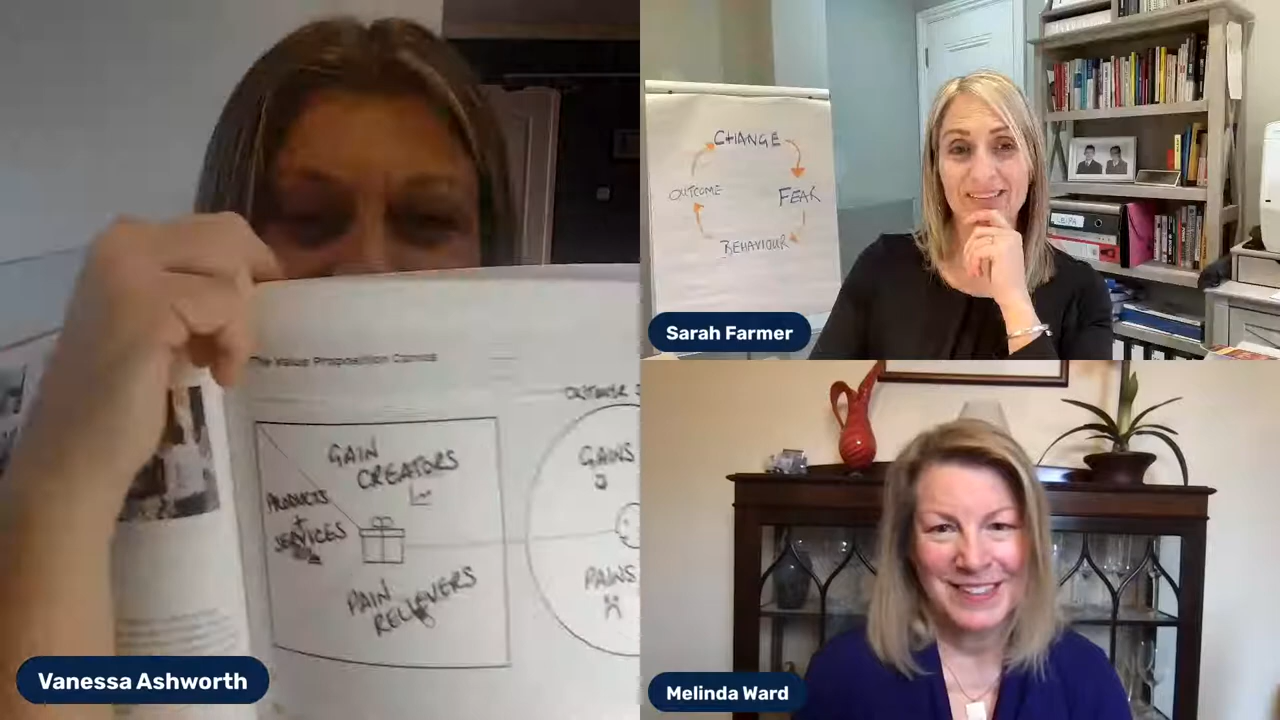 The Value Proposition Canvas
GAIN
CREATORS
PRODUCTS
+
SERVICES
PAIN
RELIEVERS
GAINS
PAINS
Vanessa Ashworth
CHANGE
OUTCOME
FEAR
BEHAVIOUR
Sarah Farmer
Melinda Ward